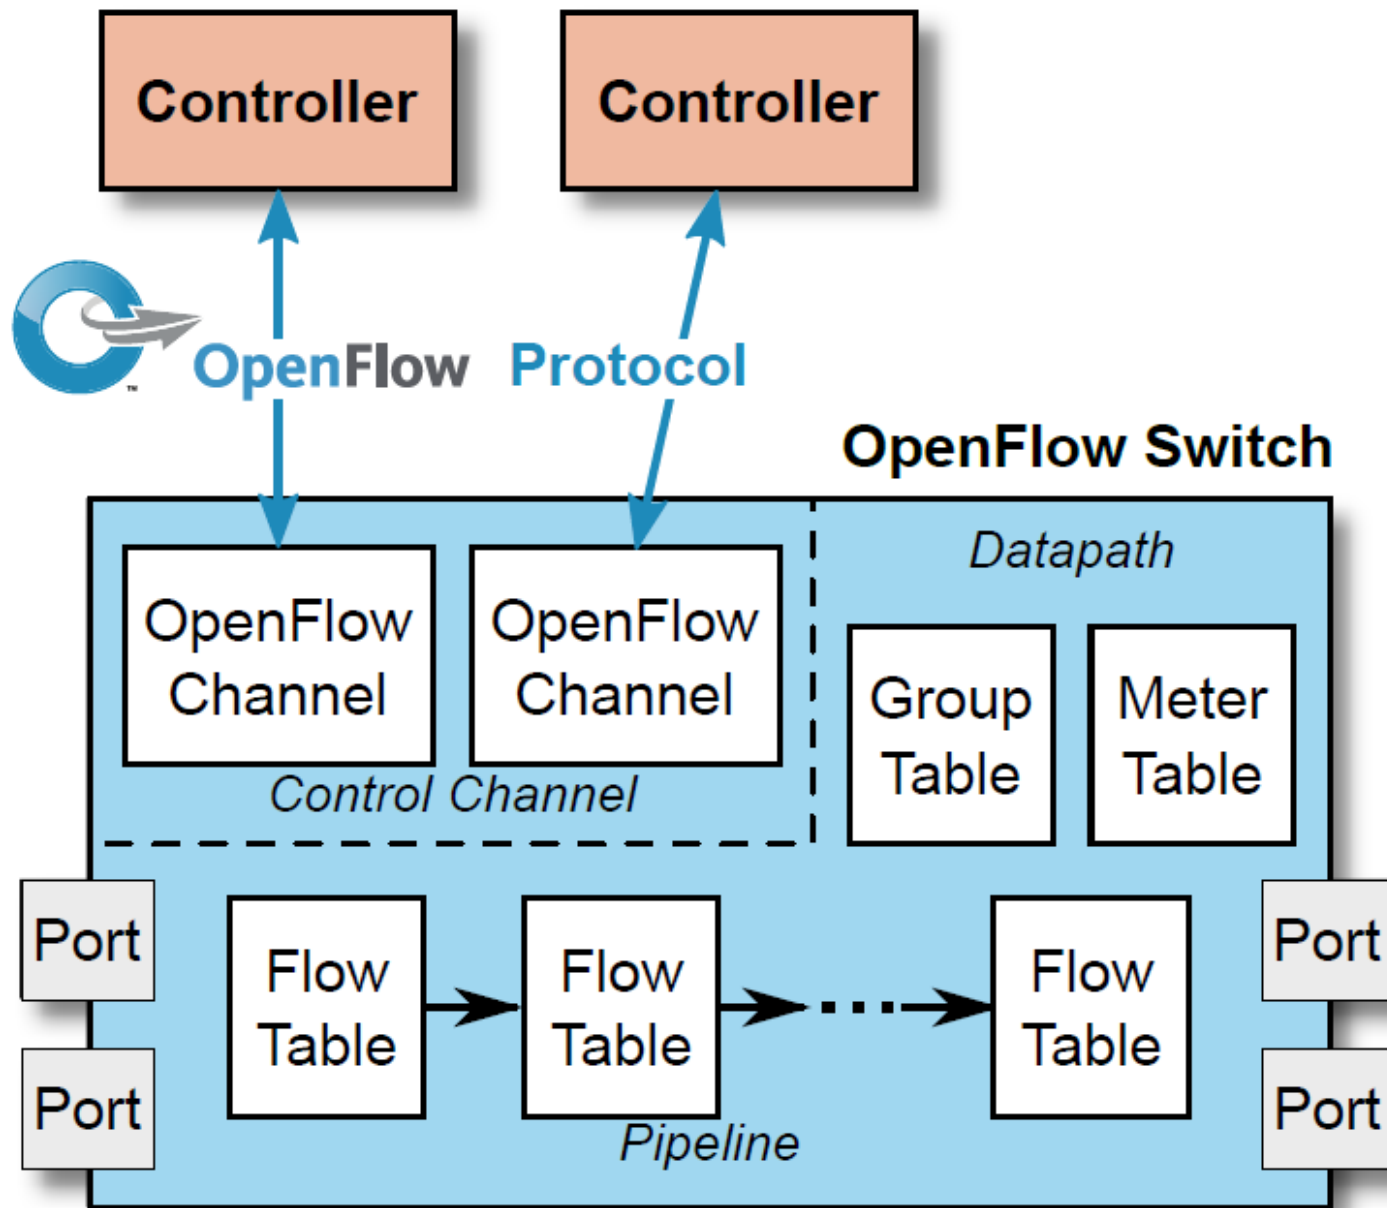 Controller
Controller
™
OpenFlow
Protocol
OpenFlow Switch
OpenFlow
Channel
OpenFlow
Channel
Control Channel
Datapath
Group
Table
Meter
Table
Port
Port
Flow
Table
Flow
Table
...
Flow
Table
Pipeline
Port
Port